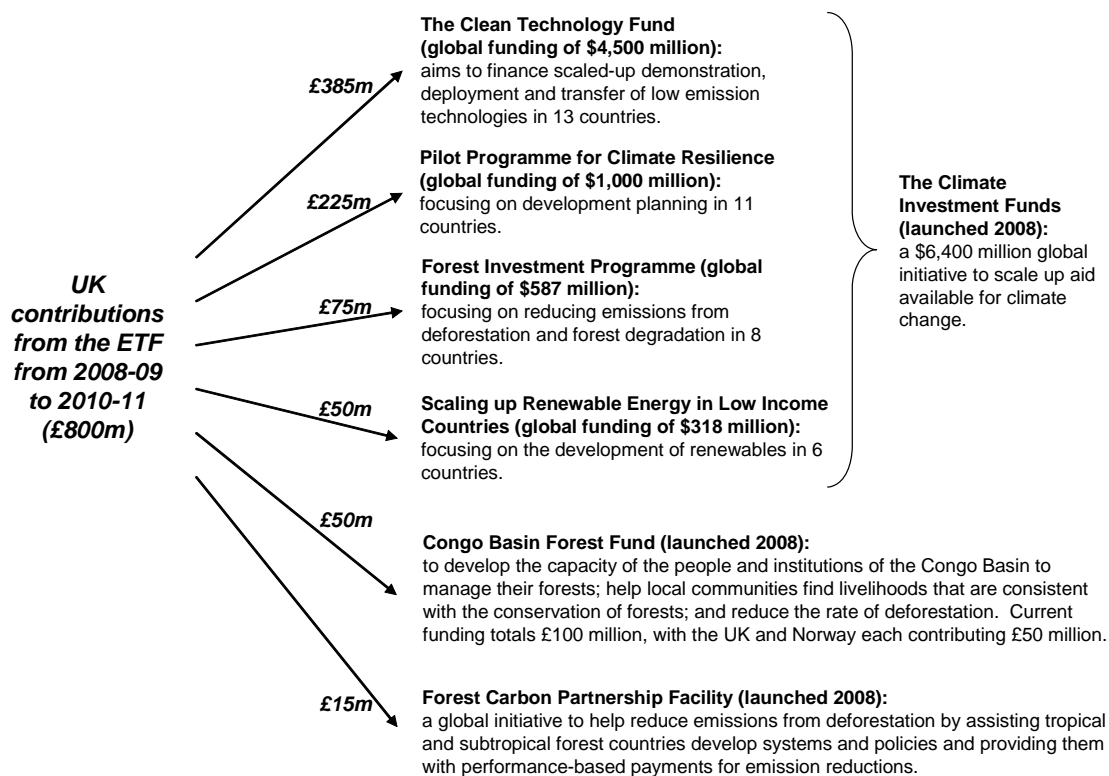 UK
contributions
from the ETF
from 2008-09
to 2010-11
(£800m)
£385m
The Clean Technology Fund
(global funding of $4,500 million):
aims to finance scaled-up demonstration,
deployment and transfer of low emission
technologies in 13 countries.
£225m
Pilot Programme for Climate Resilience
(global funding of $1,000 million):
focusing on development planning in 11
countries.
£75m
Forest Investment Programme (global
funding of $587 million):
focusing on reducing emissions from
deforestation and forest degradation in 8
countries.
£50m
Scaling up Renewable Energy in Low Income
Countries (global funding of $318 million):
focusing on the development of renewables in 6
countries.
The Climate
Investment Funds
(launched 2008):
a $6,400 million global
initiative to scale up aid
available for climate
change.
£50m
Congo Basin Forest Fund (launched 2008):
to develop the capacity of the people and institutions of the Congo Basin to
manage their forests; help local communities find livelihoods that are consistent
with the conservation of forests; and reduce the rate of deforestation.  Current
funding totals £100 million, with the UK and Norway each contributing £50 million.
£15m
Forest Carbon Partnership Facility (launched 2008):
a global initiative to help reduce emissions from deforestation by assisting tropical
and subtropical forest countries develop systems and policies and providing them
with performance-based payments for emission reductions.